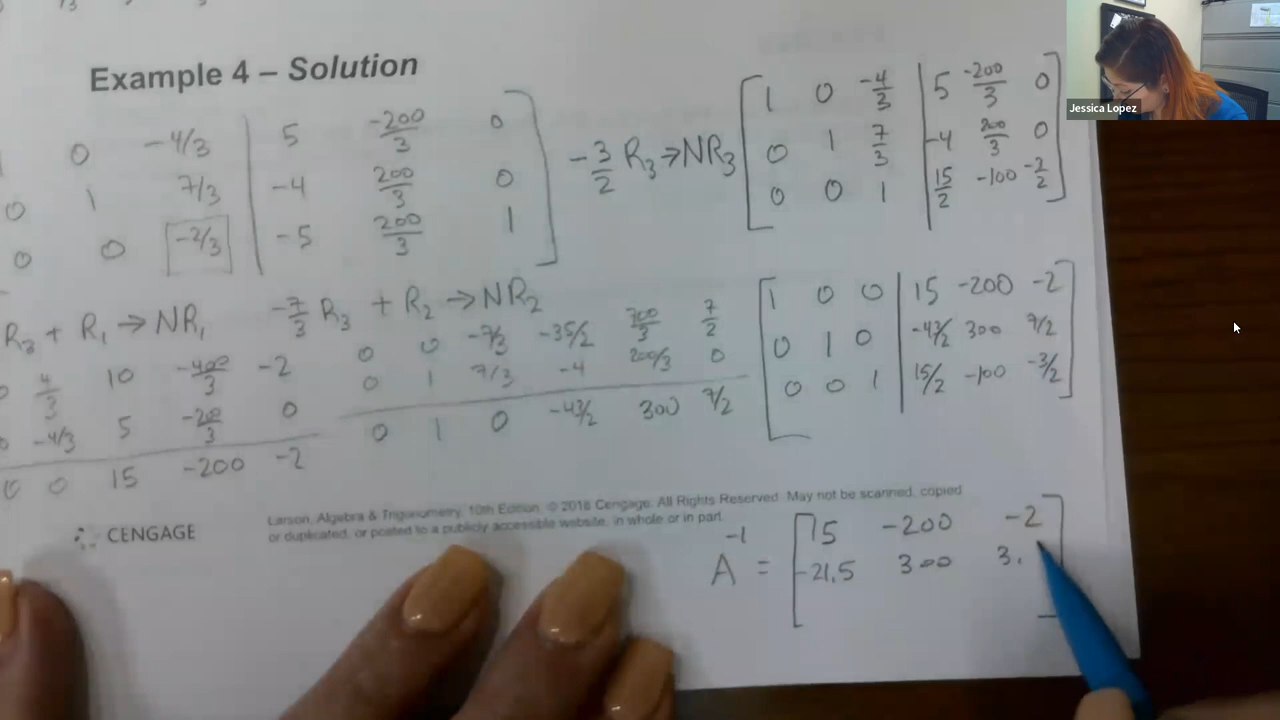 Example 4 – Solution
0 -4/3 | 5 -200/3 0
0 1 7/3 | -4 200/3 0
0 0 -2/3 | -5 200/3 1
-3/2 R3 → NR3
1 0 -4/3 | 5 -200/3 0
0 1 7/3 | -4 200/3 0
0 0 1 | 15/2 -100 -2/2
R3 + R1 → NR1
4/3 10 -400/3 -2
-4/3 5 -200/3 0
0 0 15 -200 -2
-7/3 R3 + R2 → NR2
0 0 -7/3 -35/2 700/3 7/2
0 1 7/3 -4 200/3 0
0 1 0 -43/2 300 7/2
1 0 0 | 15 -200 -2
0 1 0 | -43/2 300 7/2
0 0 1 | 15/2 -100 -3/2
CENGAGE
Larson, Algebra & Trigonometry, 10th Edition. © 2018 Cengage. All Rights Reserved. May not be scanned, copied
or duplicated, or posted to a publicly accessible website, in whole or in part.
A⁻¹ = [ 15 -200 -2
-21.5 300 3. ]
Jessica Lopez